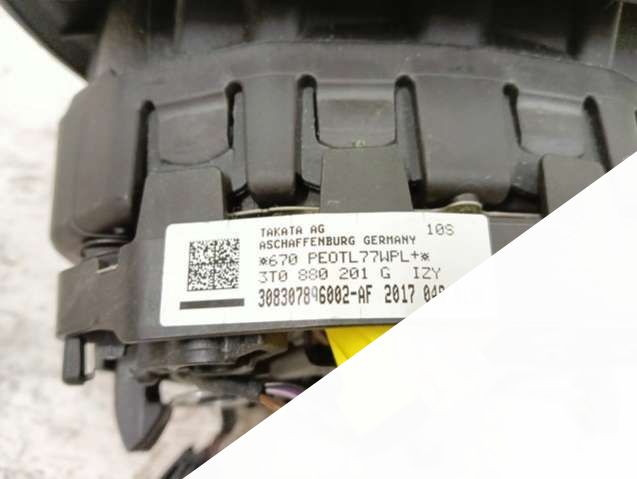 TAKATA AG 10S
ASCHAFFENBURG GERMANY
*670 PEOTL77WPL+*
3T0 880 201 G IZY
308307896002-AF 2017